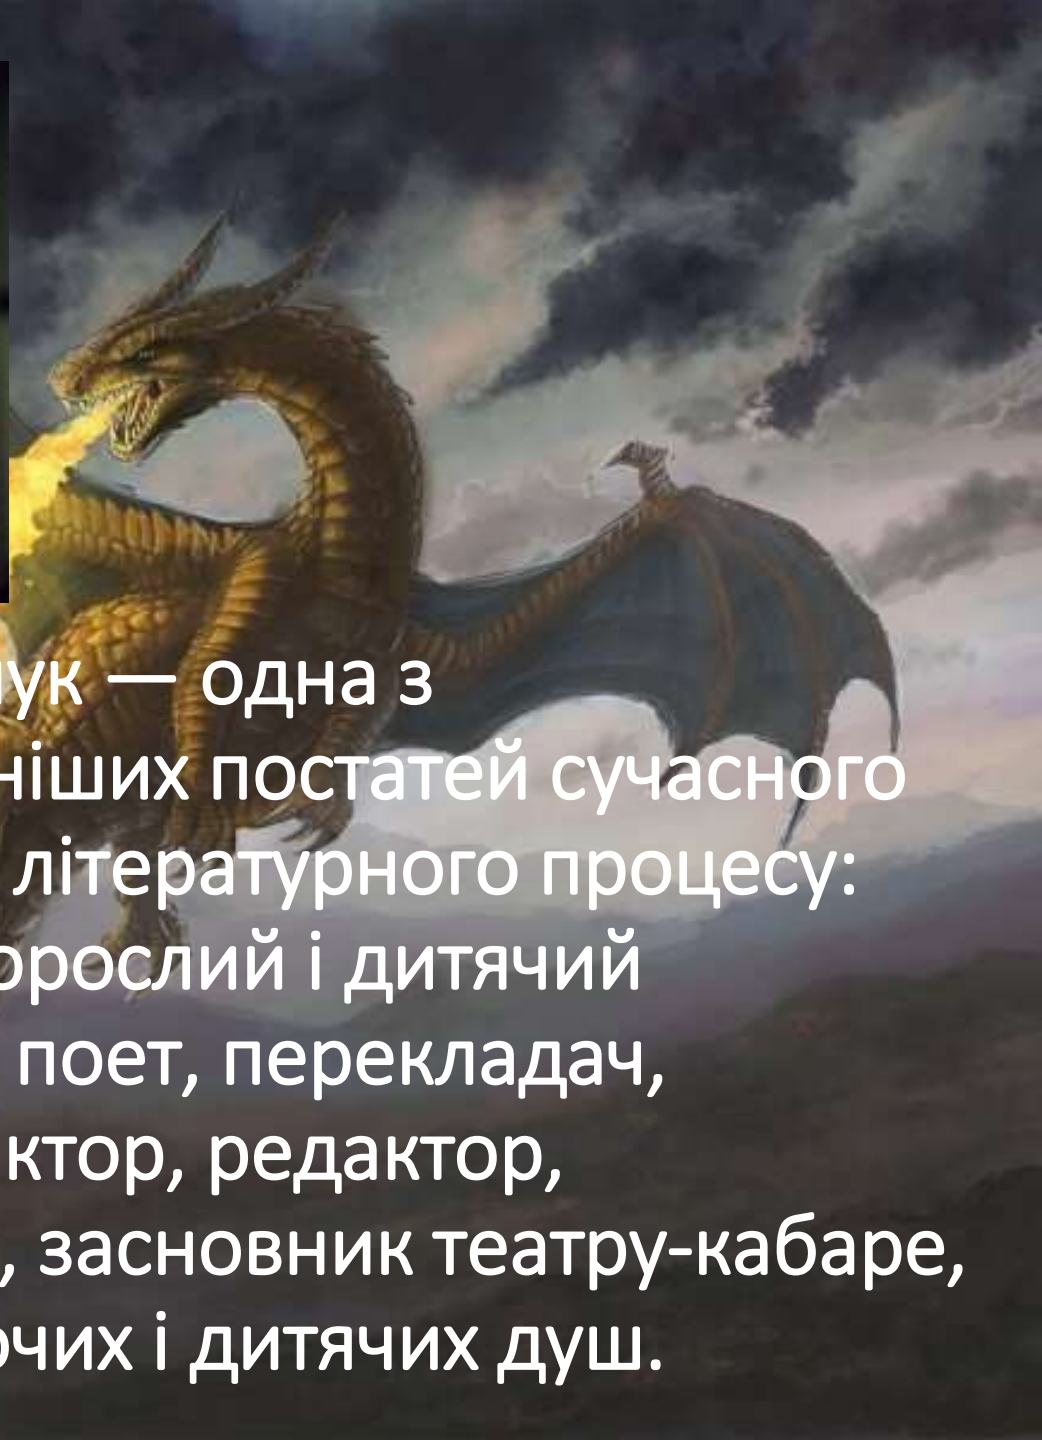 чук — одна з
ніших постатей сучасного
літературного процесу:
орослий і дитячий
поет, перекладач,
ктор, редактор,
, засновник театру-кабаре,
очих і дитячих душ.